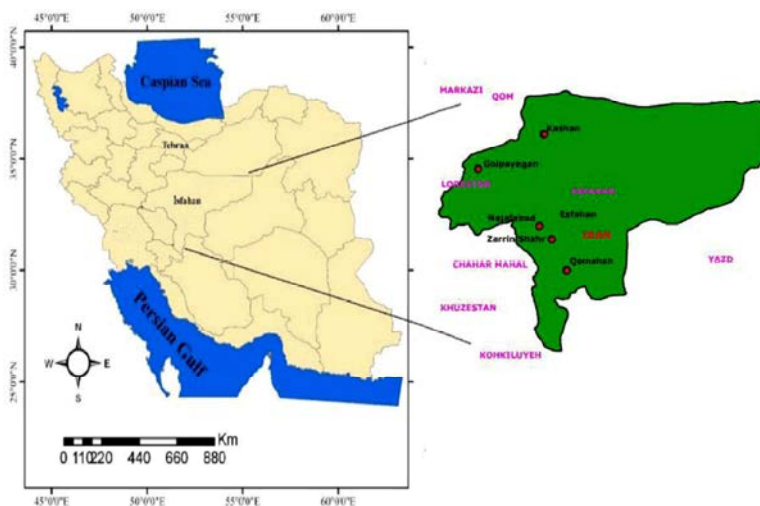 45°0'0"E 50°0'0"E 55°0'0"E 60°0'0"E
40°0'0"N
35°0'0"N
30°0'0"N
25°0'0"N
Caspian Sea
Tehran
Isfahan
Persian Gulf
N
W E
S
Km
0 110 220 440 660 880
45°0'0"E 50°0'0"E 55°0'0"E 60°0'0"E
MARKAZI
QOM
Kashan
Golpayegan
Najafabad
Esfahan
Zarrin Shahr
CHAHAR MAHAL
YAZD
KHUZESTAN
KOHKILUYEH